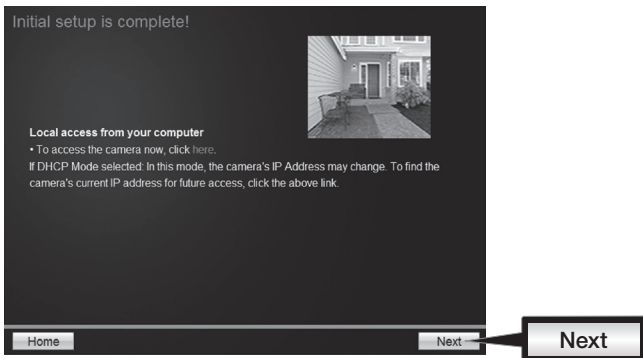 Initial setup is complete!
Local access from your computer
• To access the camera now, click here.
If DHCP Mode selected: In this mode, the camera's IP Address may change. To find the
camera's current IP address for future access, click the above link.
Home
Next
Next